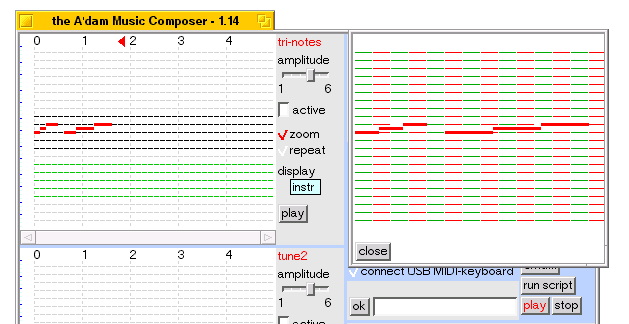 the A'dam Music Composer - 1.14
0 1 2 3 4
tri-notes
amplitude
1 6
active
zoom
repeat
display
instr
play
close
0 1 2 3 4
tune2
amplitude
1 6
connect USB MIDI-keyboard
run script
ok
play stop